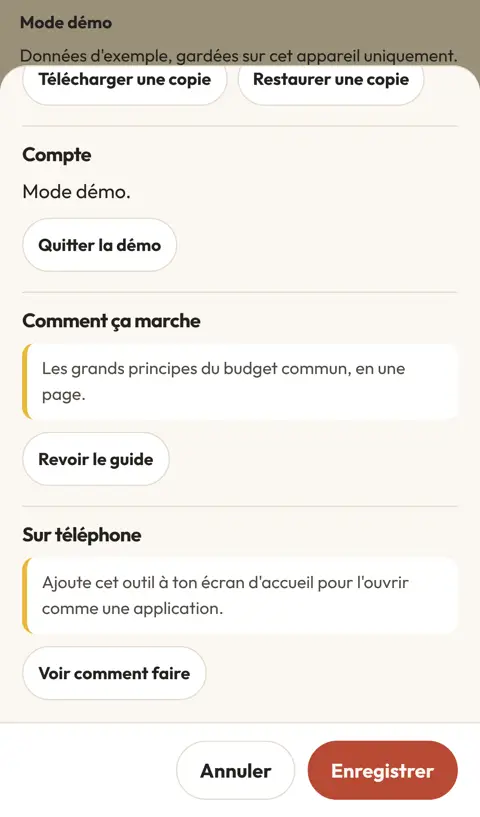 Mode démo
Données d'exemple, gardées sur cet appareil uniquement.
Télécharger une copie
Restaurer une copie
Compte
Mode démo.
Quitter la démo
Comment ça marche
Les grands principes du budget commun, en une
page.
Revoir le guide
Sur téléphone
Ajoute cet outil à ton écran d'accueil pour l'ouvrir
comme une application.
Voir comment faire
Annuler
Enregistrer